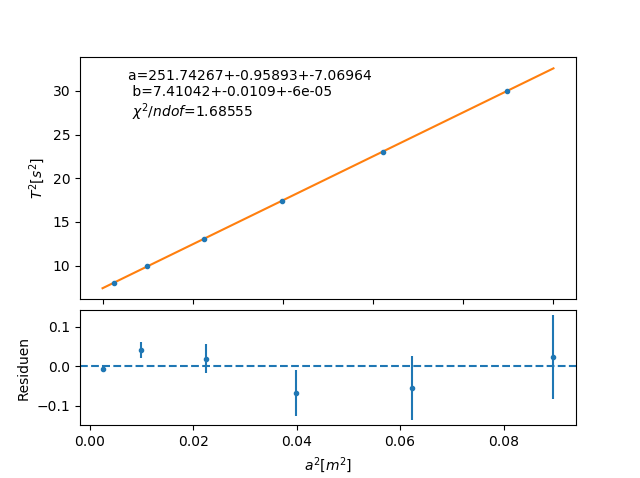 a=251.74267+-0.95893+-7.06964
b=7.41042+-0.0109+-6e-05
χ²/ndof=1.68555
T²[s²]
30
25
20
15
10
Residuen
0.1
0.0
−0.1
0.00 0.02 0.04 0.06 0.08
a²[m²]